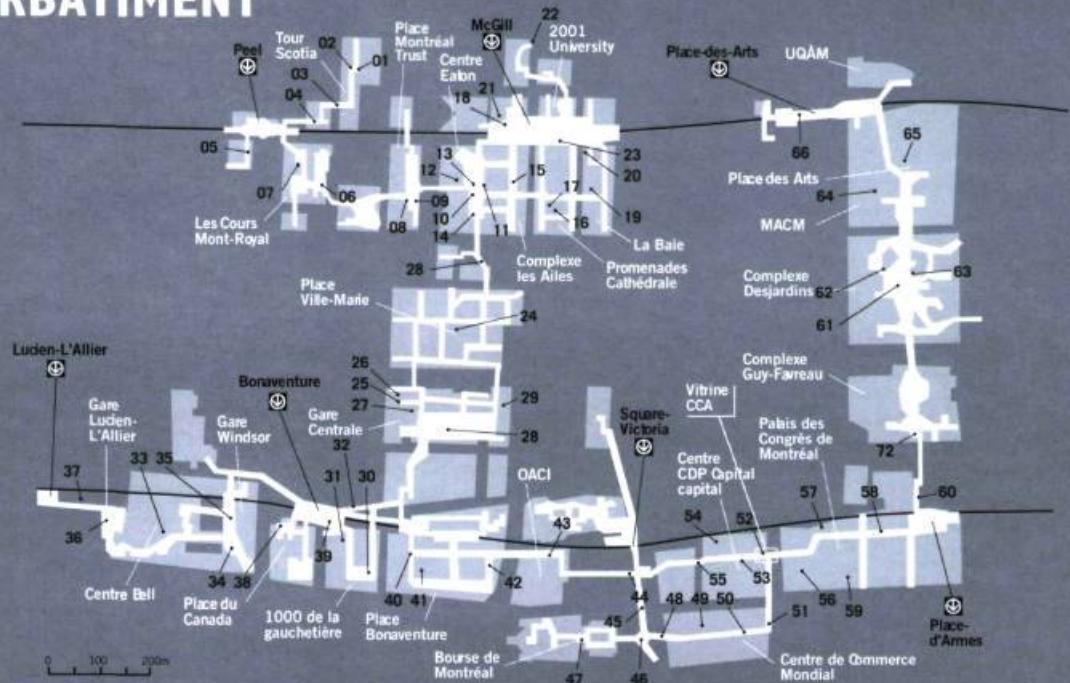 RBATIMENT
Peel
Tour
Scotia
02
01
03
04
05
07
06
Les Cours
Mont-Royal
Place
Montréal
Trust
McGill
22
2001
University
Centre
Eaton
18
21
13
12
15
17
23
20
10
14
09
08
11
16
19
La Baie
Complexe
les Ailes
Promenades
Cathédrale
28
Place
Ville-Marie
24
Place-des-Arts
UQÀM
66
65
Place des Arts
64
MACM
Complexe
Desjardins
62
63
61
Complexe
Guy-Favreau
72
Lucien-L'Allier
26
25
27
29
28
Gare
Centrale
Bonaventure
Gare
Lucien-
L'Allier
Gare
Windsor
37
33
35
32
31
30
36
34
38
39
40
41
42
43
Centre Bell
Place du
Canada
1000 de la
gauchetière
Place
Bonaventure
OACI
Square-
Victoria
Vitrine
CCA
Centre
CDP Capital
capital
Palais des
Congrès de
Montréal
54
52
57
58
60
55
53
56
59
44
45
48
49
50
51
47
46
Place-
d'Armes
Bourse de
Montréal
Centre de Commerce
Mondial
0 100 200m